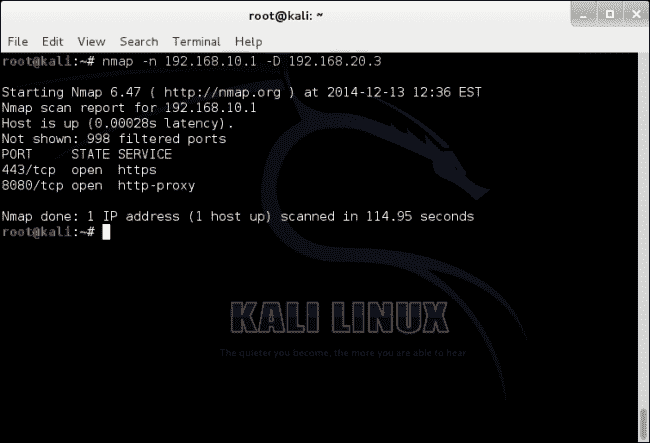 root@kali: ~
File Edit View Search Terminal Help
root@kali:~# nmap -n 192.168.10.1 -D 192.168.20.3
Starting Nmap 6.47 ( http://nmap.org ) at 2014-12-13 12:36 EST
Nmap scan report for 192.168.10.1
Host is up (0.00028s latency).
Not shown: 998 filtered ports
PORT     STATE SERVICE
443/tcp  open  https
8080/tcp open  http-proxy
Nmap done: 1 IP address (1 host up) scanned in 114.95 seconds
root@kali:~#
KALI LINUX
The quieter you become, the more you are able to hear